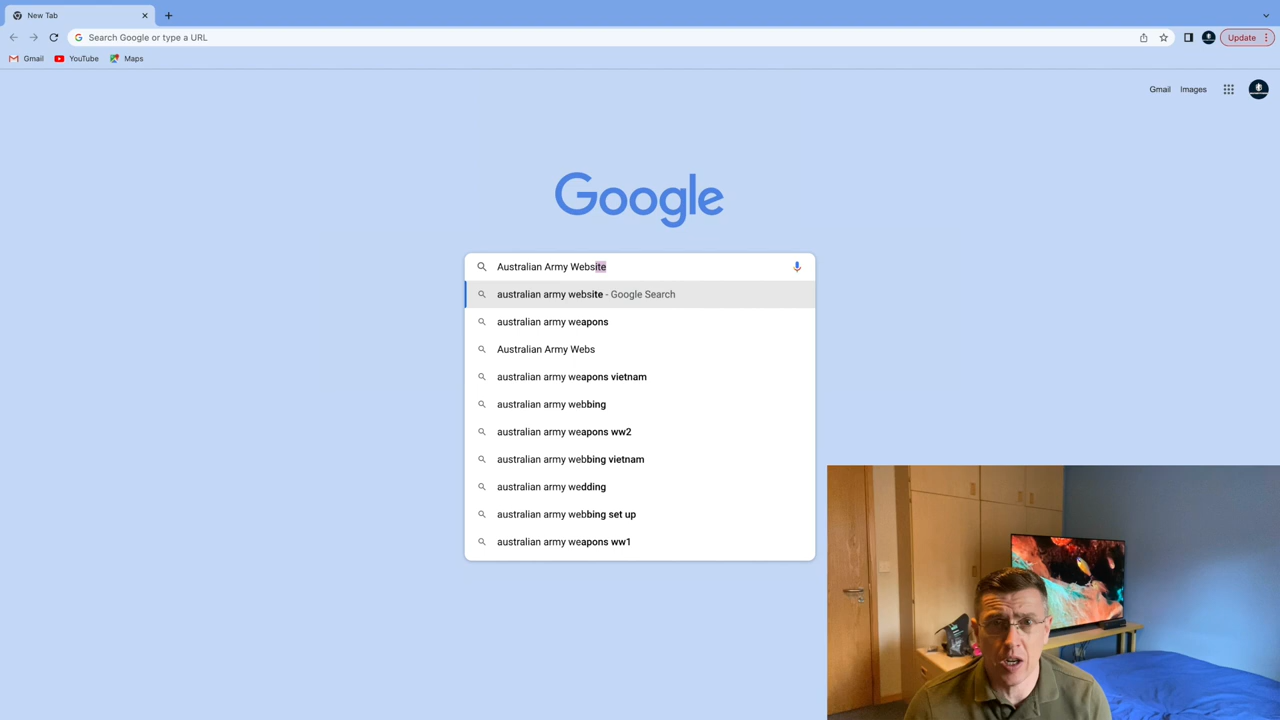 New Tab
Search Google or type a URL
Update
Gmail
YouTube
Maps
Gmail
Images
Google
Australian Army Website
australian army website - Google Search
australian army weapons
Australian Army Webs
australian army weapons vietnam
australian army webbing
australian army weapons ww2
australian army webbing vietnam
australian army wedding
australian army webbing set up
australian army weapons ww1